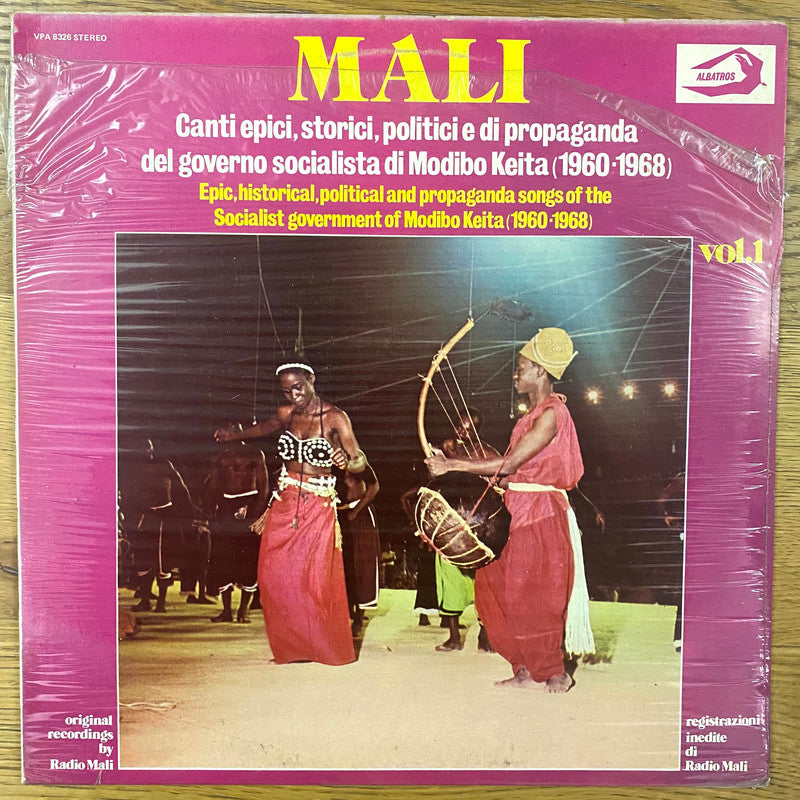 VPA 8326 STEREO
MALI
ALBATROS
Canti epici, storici, politici e di propaganda
del governo socialista di Modibo Keita (1960-1968)
Epic, historical, political and propaganda songs of the
Socialist government of Modibo Keita (1960-1968)
vol.1
original
recordings
by
Radio Mali
registrazioni
inedite
di
Radio Mali